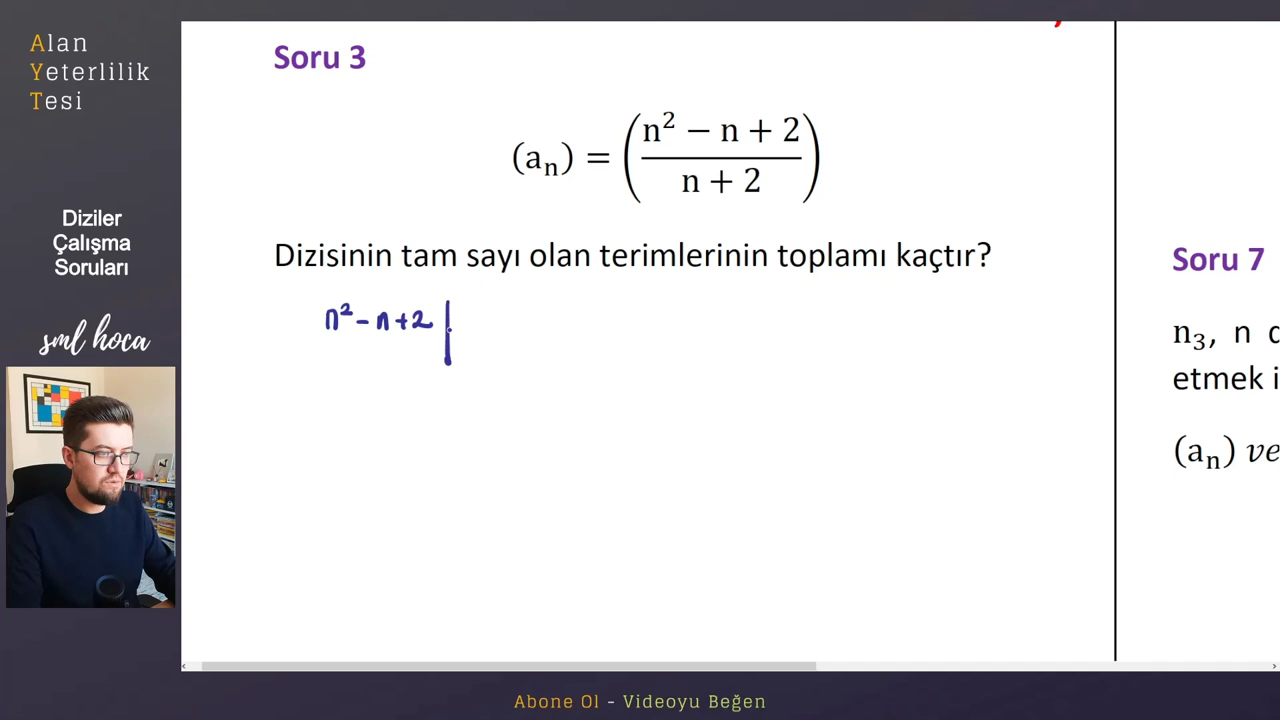 Alan
Yeterlilik
Tesi
Diziler
Çalışma
Soruları
sml hoca
Soru 3
(aₙ) = ( (n² − n + 2) / (n + 2) )
Dizisinin tam sayı olan terimlerinin toplamı kaçtır?
n² - n + 2 |
Soru 7
n₃, n
etmek i
(aₙ) ve
Abone Ol - Videoyu Beğen